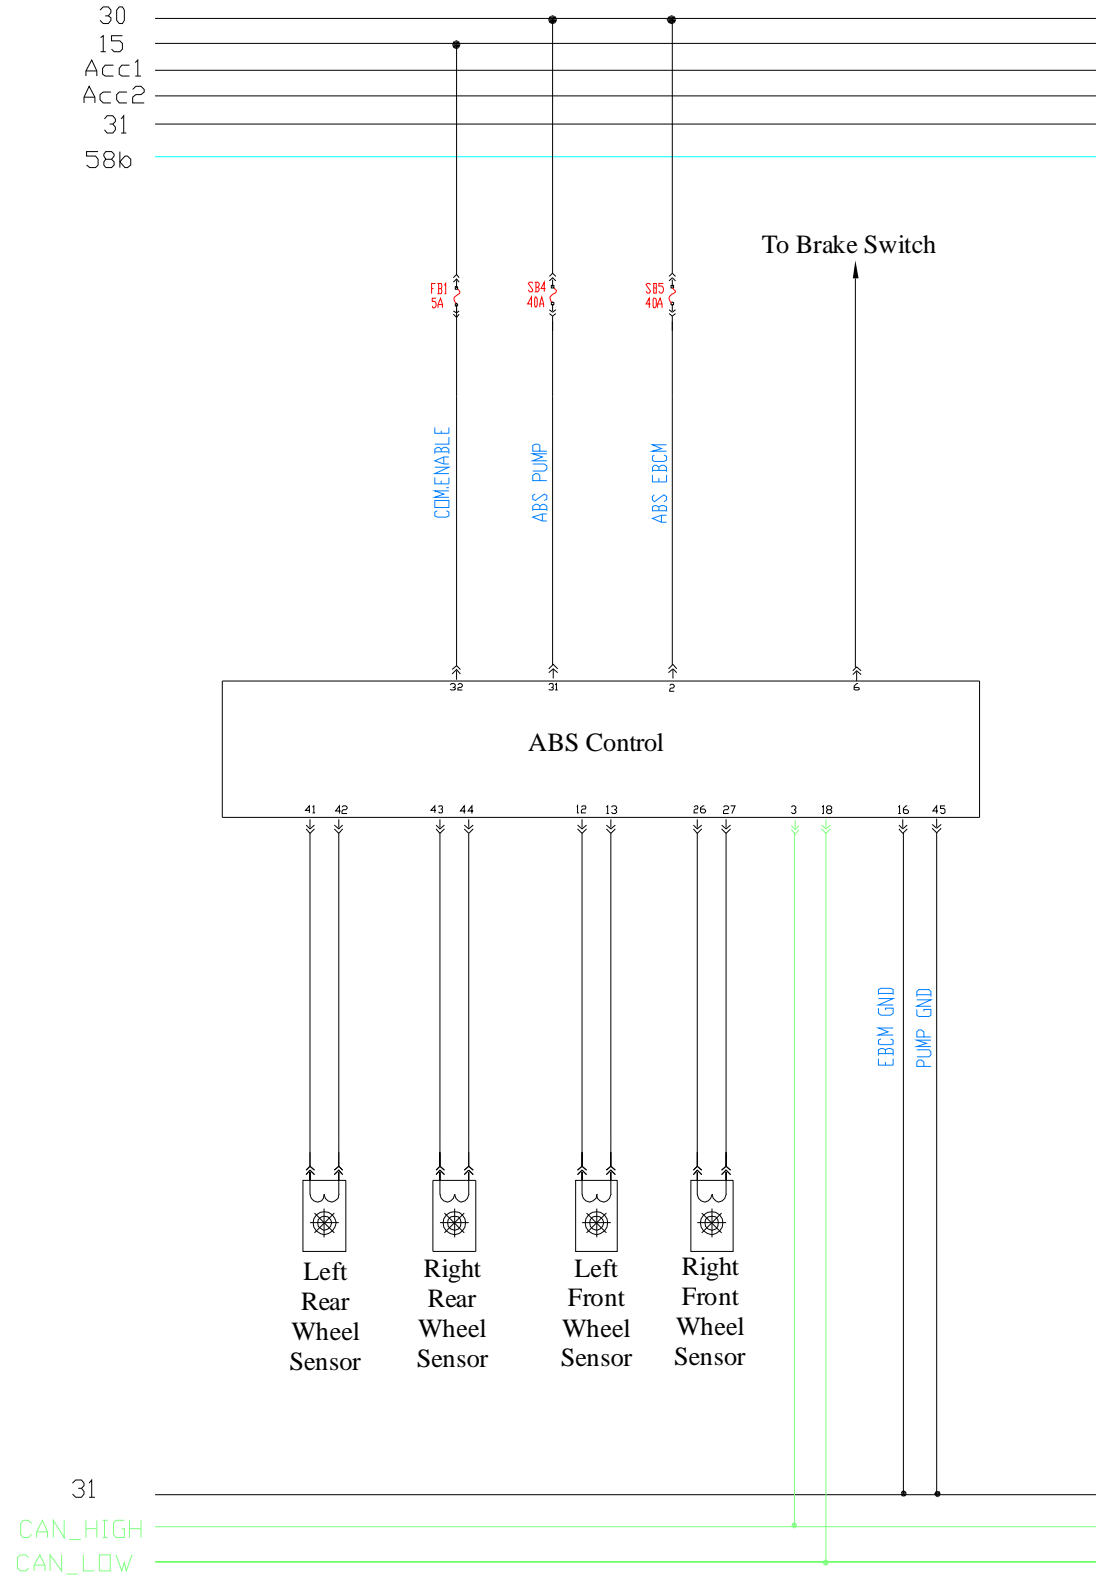 30
15
Acc1
Acc2
31
58b
To Brake Switch
FB1
5A
SB4
40A
SB5
40A
COM.ENABLE
ABS PUMP
ABS EBCM
32 31 2 6
ABS Control
41 42 43 44 12 13 26 27 3 18 16 45
EBCM GND
PUMP GND
Left
Rear
Wheel
Sensor
Right
Rear
Wheel
Sensor
Left
Front
Wheel
Sensor
Right
Front
Wheel
Sensor
31
CAN_HIGH
CAN_LOW